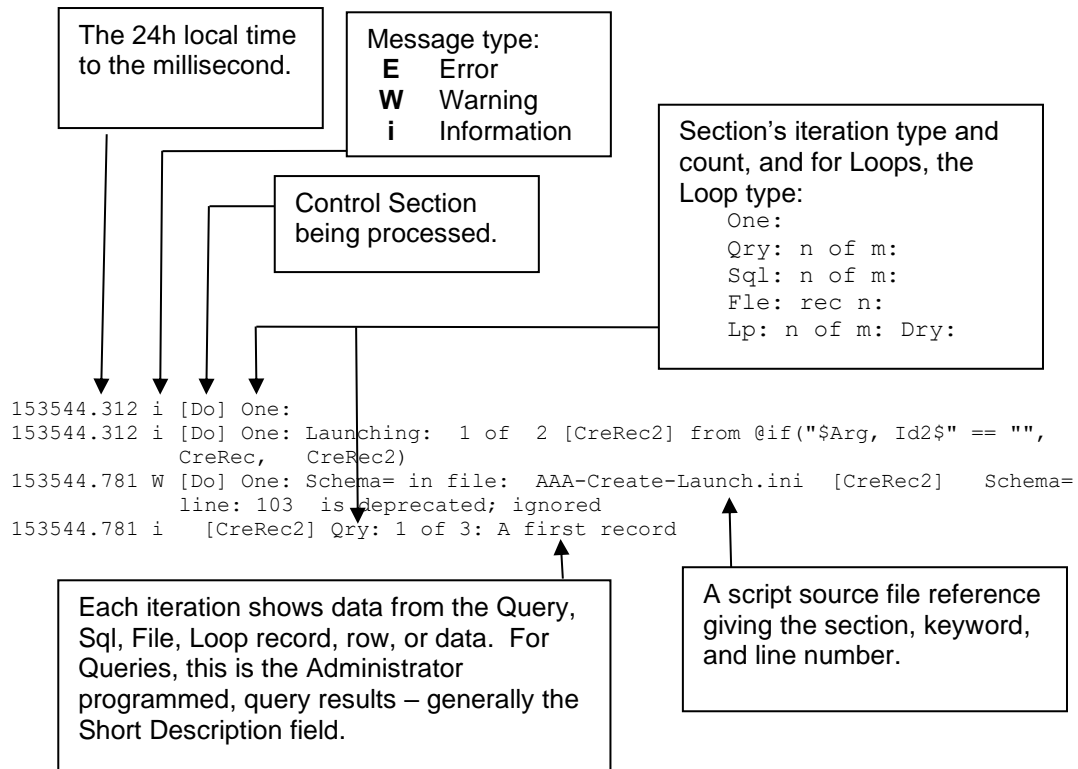 The 24h local time
to the millisecond.
Message type:
E Error
W Warning
i Information
Section's iteration type and
count, and for Loops, the
Loop type:
One:
Qry: n of m:
Sql: n of m:
Fle: rec n:
Lp: n of m: Dry:
Control Section
being processed.
153544.312 i [Do] One:
153544.312 i [Do] One: Launching: 1 of 2 [CreRec2] from @if("$Arg, Id2$" == "",
CreRec, CreRec2)
153544.781 W [Do] One: Schema= in file: AAA-Create-Launch.ini [CreRec2] Schema=
line: 103 is deprecated; ignored
153544.781 i [CreRec2] Qry: 1 of 3: A first record
Each iteration shows data from the Query,
Sql, File, Loop record, row, or data. For
Queries, this is the Administrator
programmed, query results – generally the
Short Description field.
A script source file reference
giving the section, keyword,
and line number.